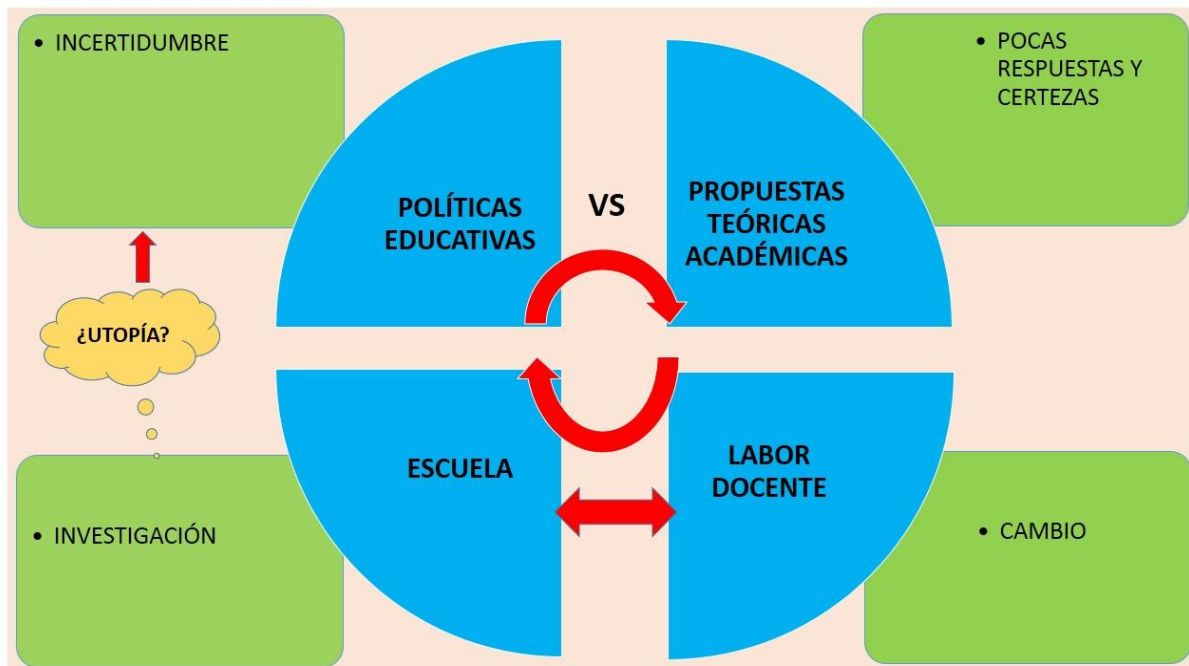 • INCERTIDUMBRE
• POCAS
RESPUESTAS Y
CERTEZAS
POLÍTICAS
EDUCATIVAS
VS
PROPUESTAS
TEÓRICAS
ACADÉMICAS
¿UTOPÍA?
ESCUELA
LABOR
DOCENTE
• INVESTIGACIÓN
• CAMBIO